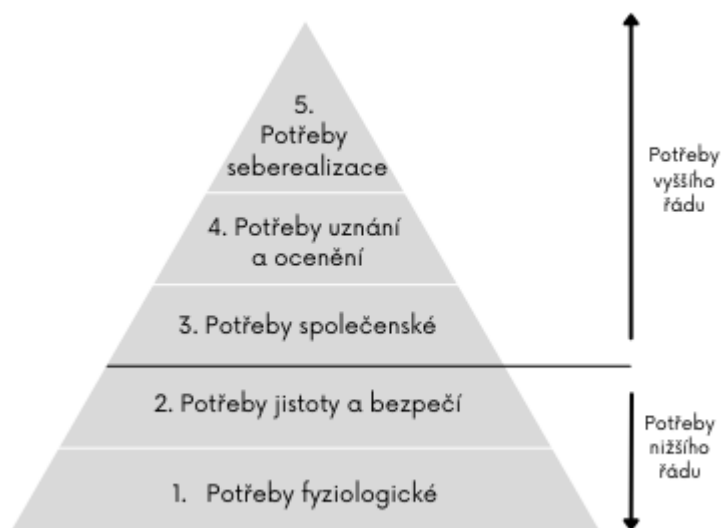 5.
Potřeby
seberealizace
4. Potřeby uznání
a ocenění
3. Potřeby společenské
2. Potřeby jistoty a bezpečí
1. Potřeby fyziologické
Potřeby
vyššího
řádu
Potřeby
nižšího
řádu